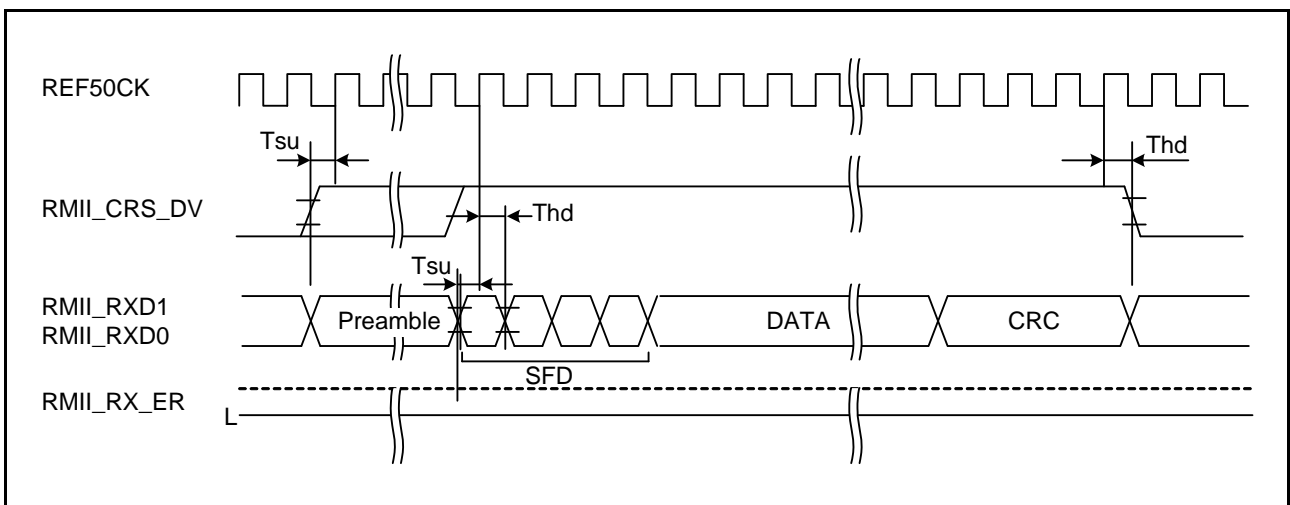 REF50CK
Tsu
Thd
RMII_CRS_DV
Thd
Tsu
RMII_RXD1
RMII_RXD0
Preamble
DATA
CRC
SFD
RMII_RX_ER
L